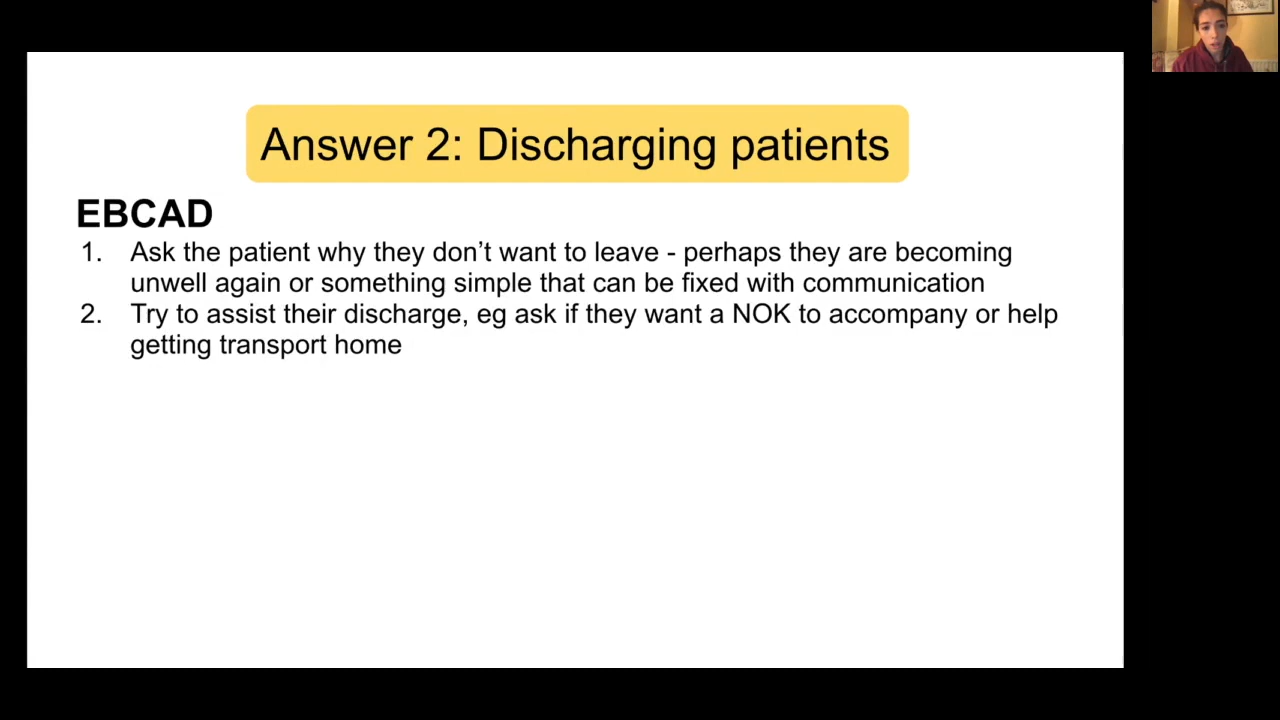 Answer 2: Discharging patients
EBCAD
1. Ask the patient why they don’t want to leave - perhaps they are becoming
unwell again or something simple that can be fixed with communication
2. Try to assist their discharge, eg ask if they want a NOK to accompany or help
getting transport home